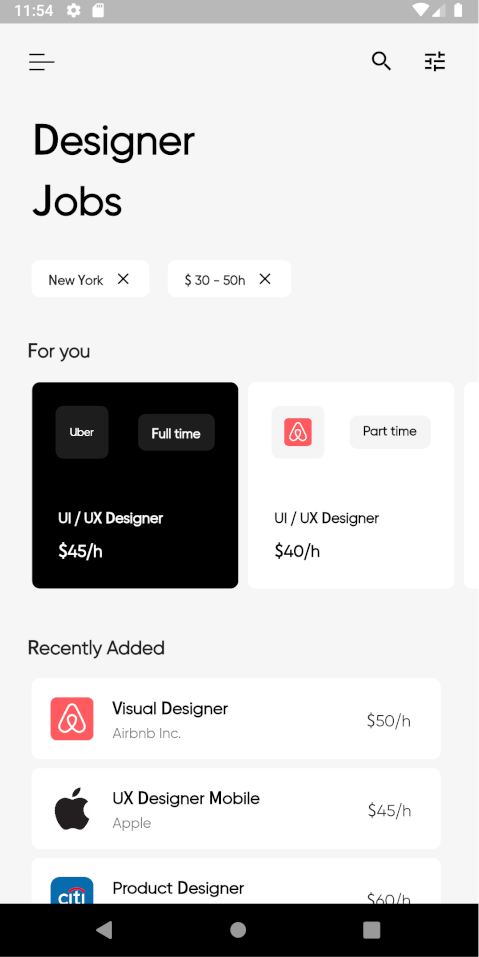 11:54
Designer
Jobs
New York
$ 30 - 50h
For you
Uber
Full time
Part time
UI / UX Designer
$45/h
UI / UX Designer
$40/h
Recently Added
Visual Designer
Airbnb Inc.
$50/h
UX Designer Mobile
Apple
$45/h
citi
Product Designer
$60/h